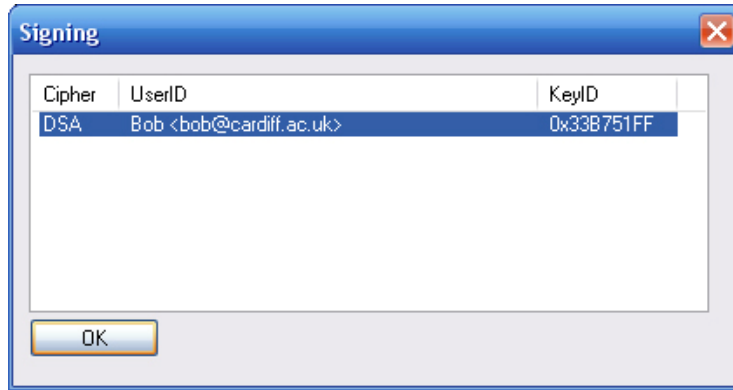 Signing
Cipher UserID KeyID
DSA Bob <bob@cardiff.ac.uk> 0x33B751FF
OK